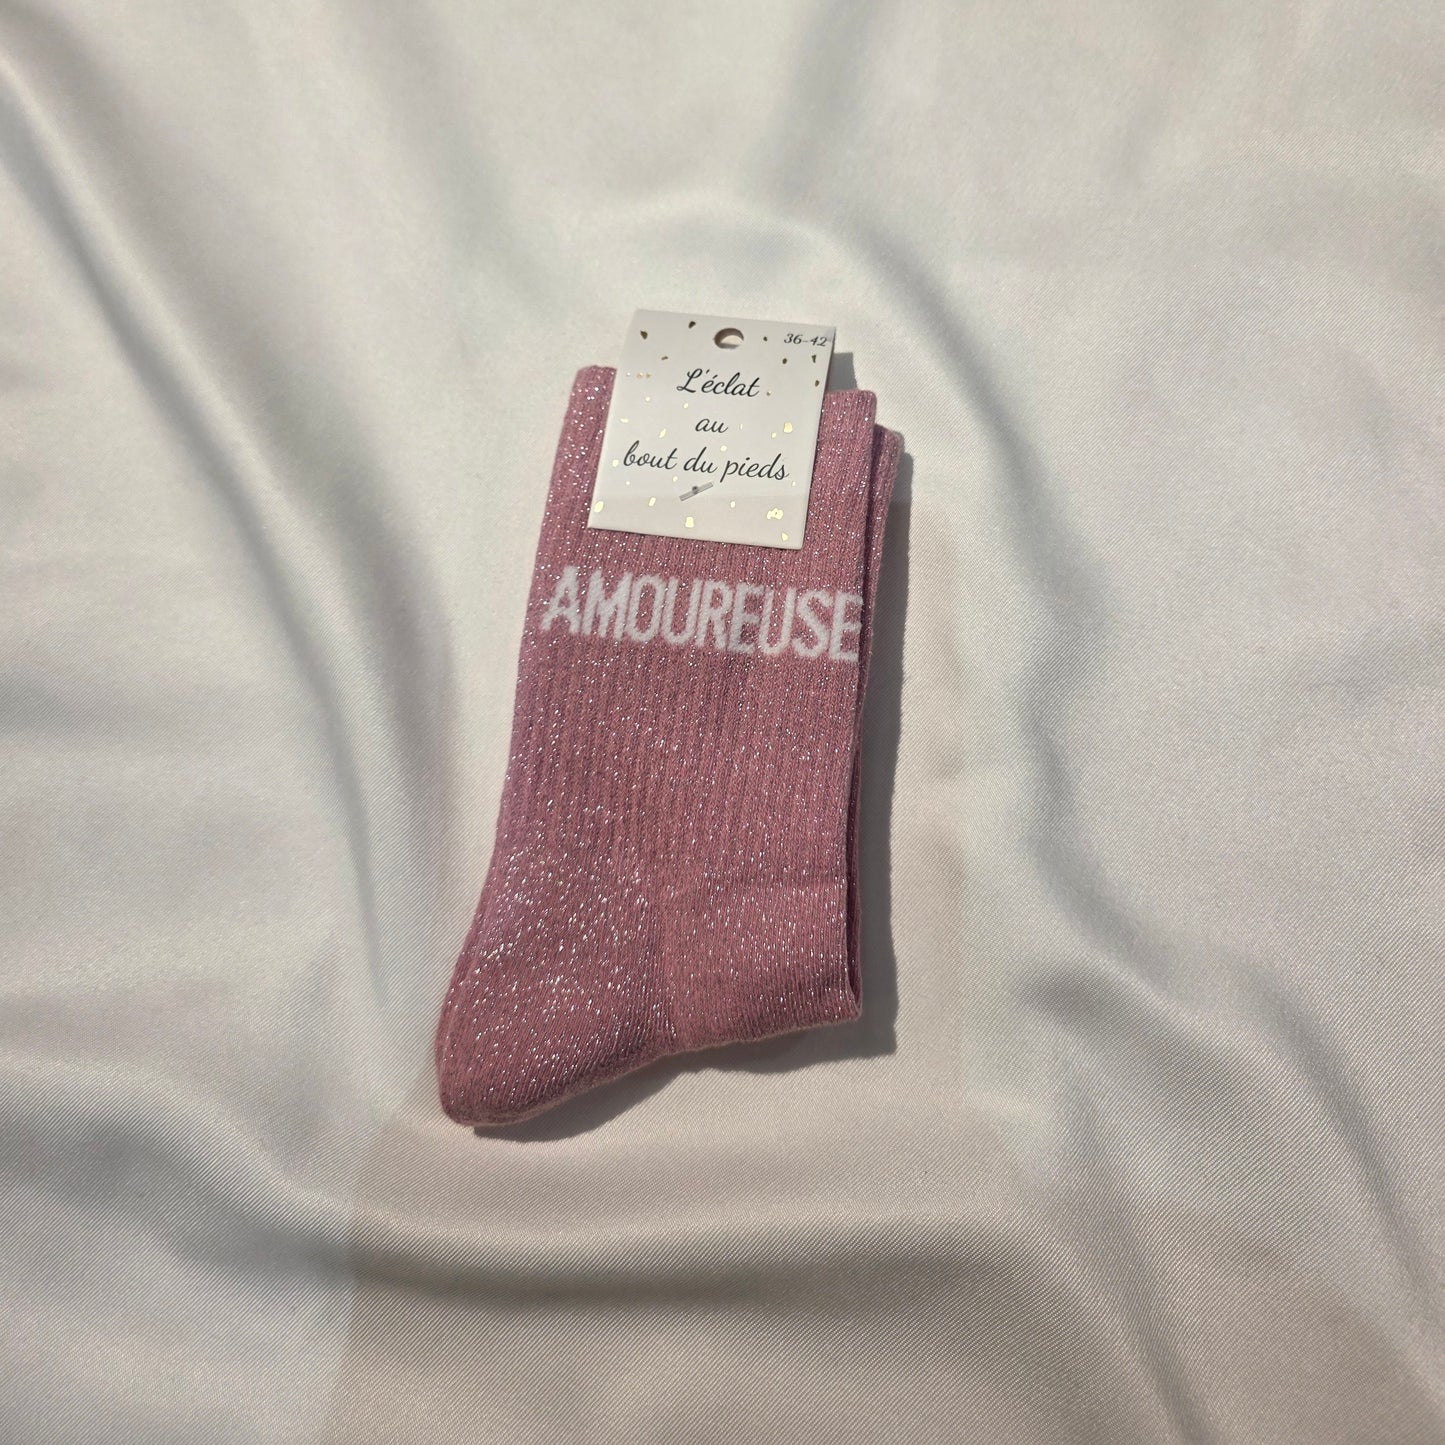 36-42
L'éclat
au
bout du pieds
AMOUREUSE